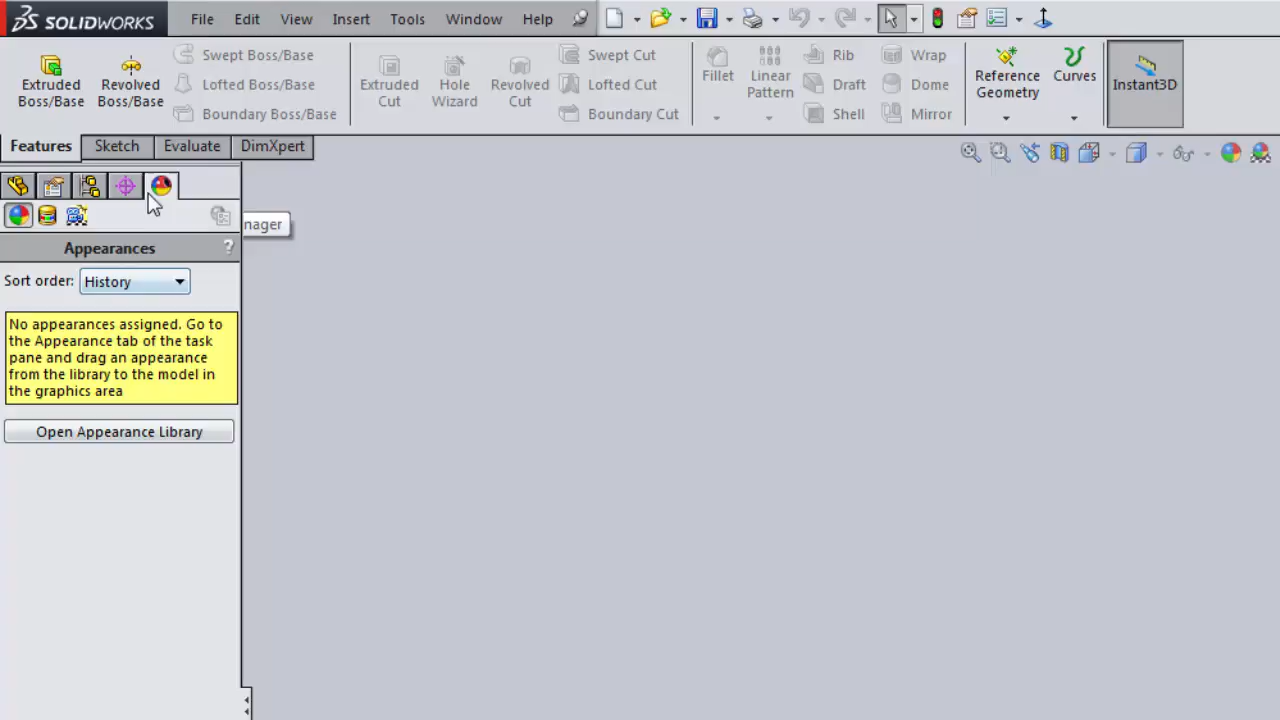 SOLIDWORKS
File Edit View Insert Tools Window Help
Extruded Boss/Base
Revolved Boss/Base
Swept Boss/Base
Lofted Boss/Base
Boundary Boss/Base
Extruded Cut
Hole Wizard
Revolved Cut
Swept Cut
Lofted Cut
Boundary Cut
Fillet
Linear Pattern
Rib
Draft
Shell
Wrap
Dome
Mirror
Reference Geometry
Curves
Instant3D
Features Sketch Evaluate DimXpert
nager
Appearances ?
Sort order: History
No appearances assigned. Go to
the Appearance tab of the task
pane and drag an appearance
from the library to the model in
the graphics area
Open Appearance Library